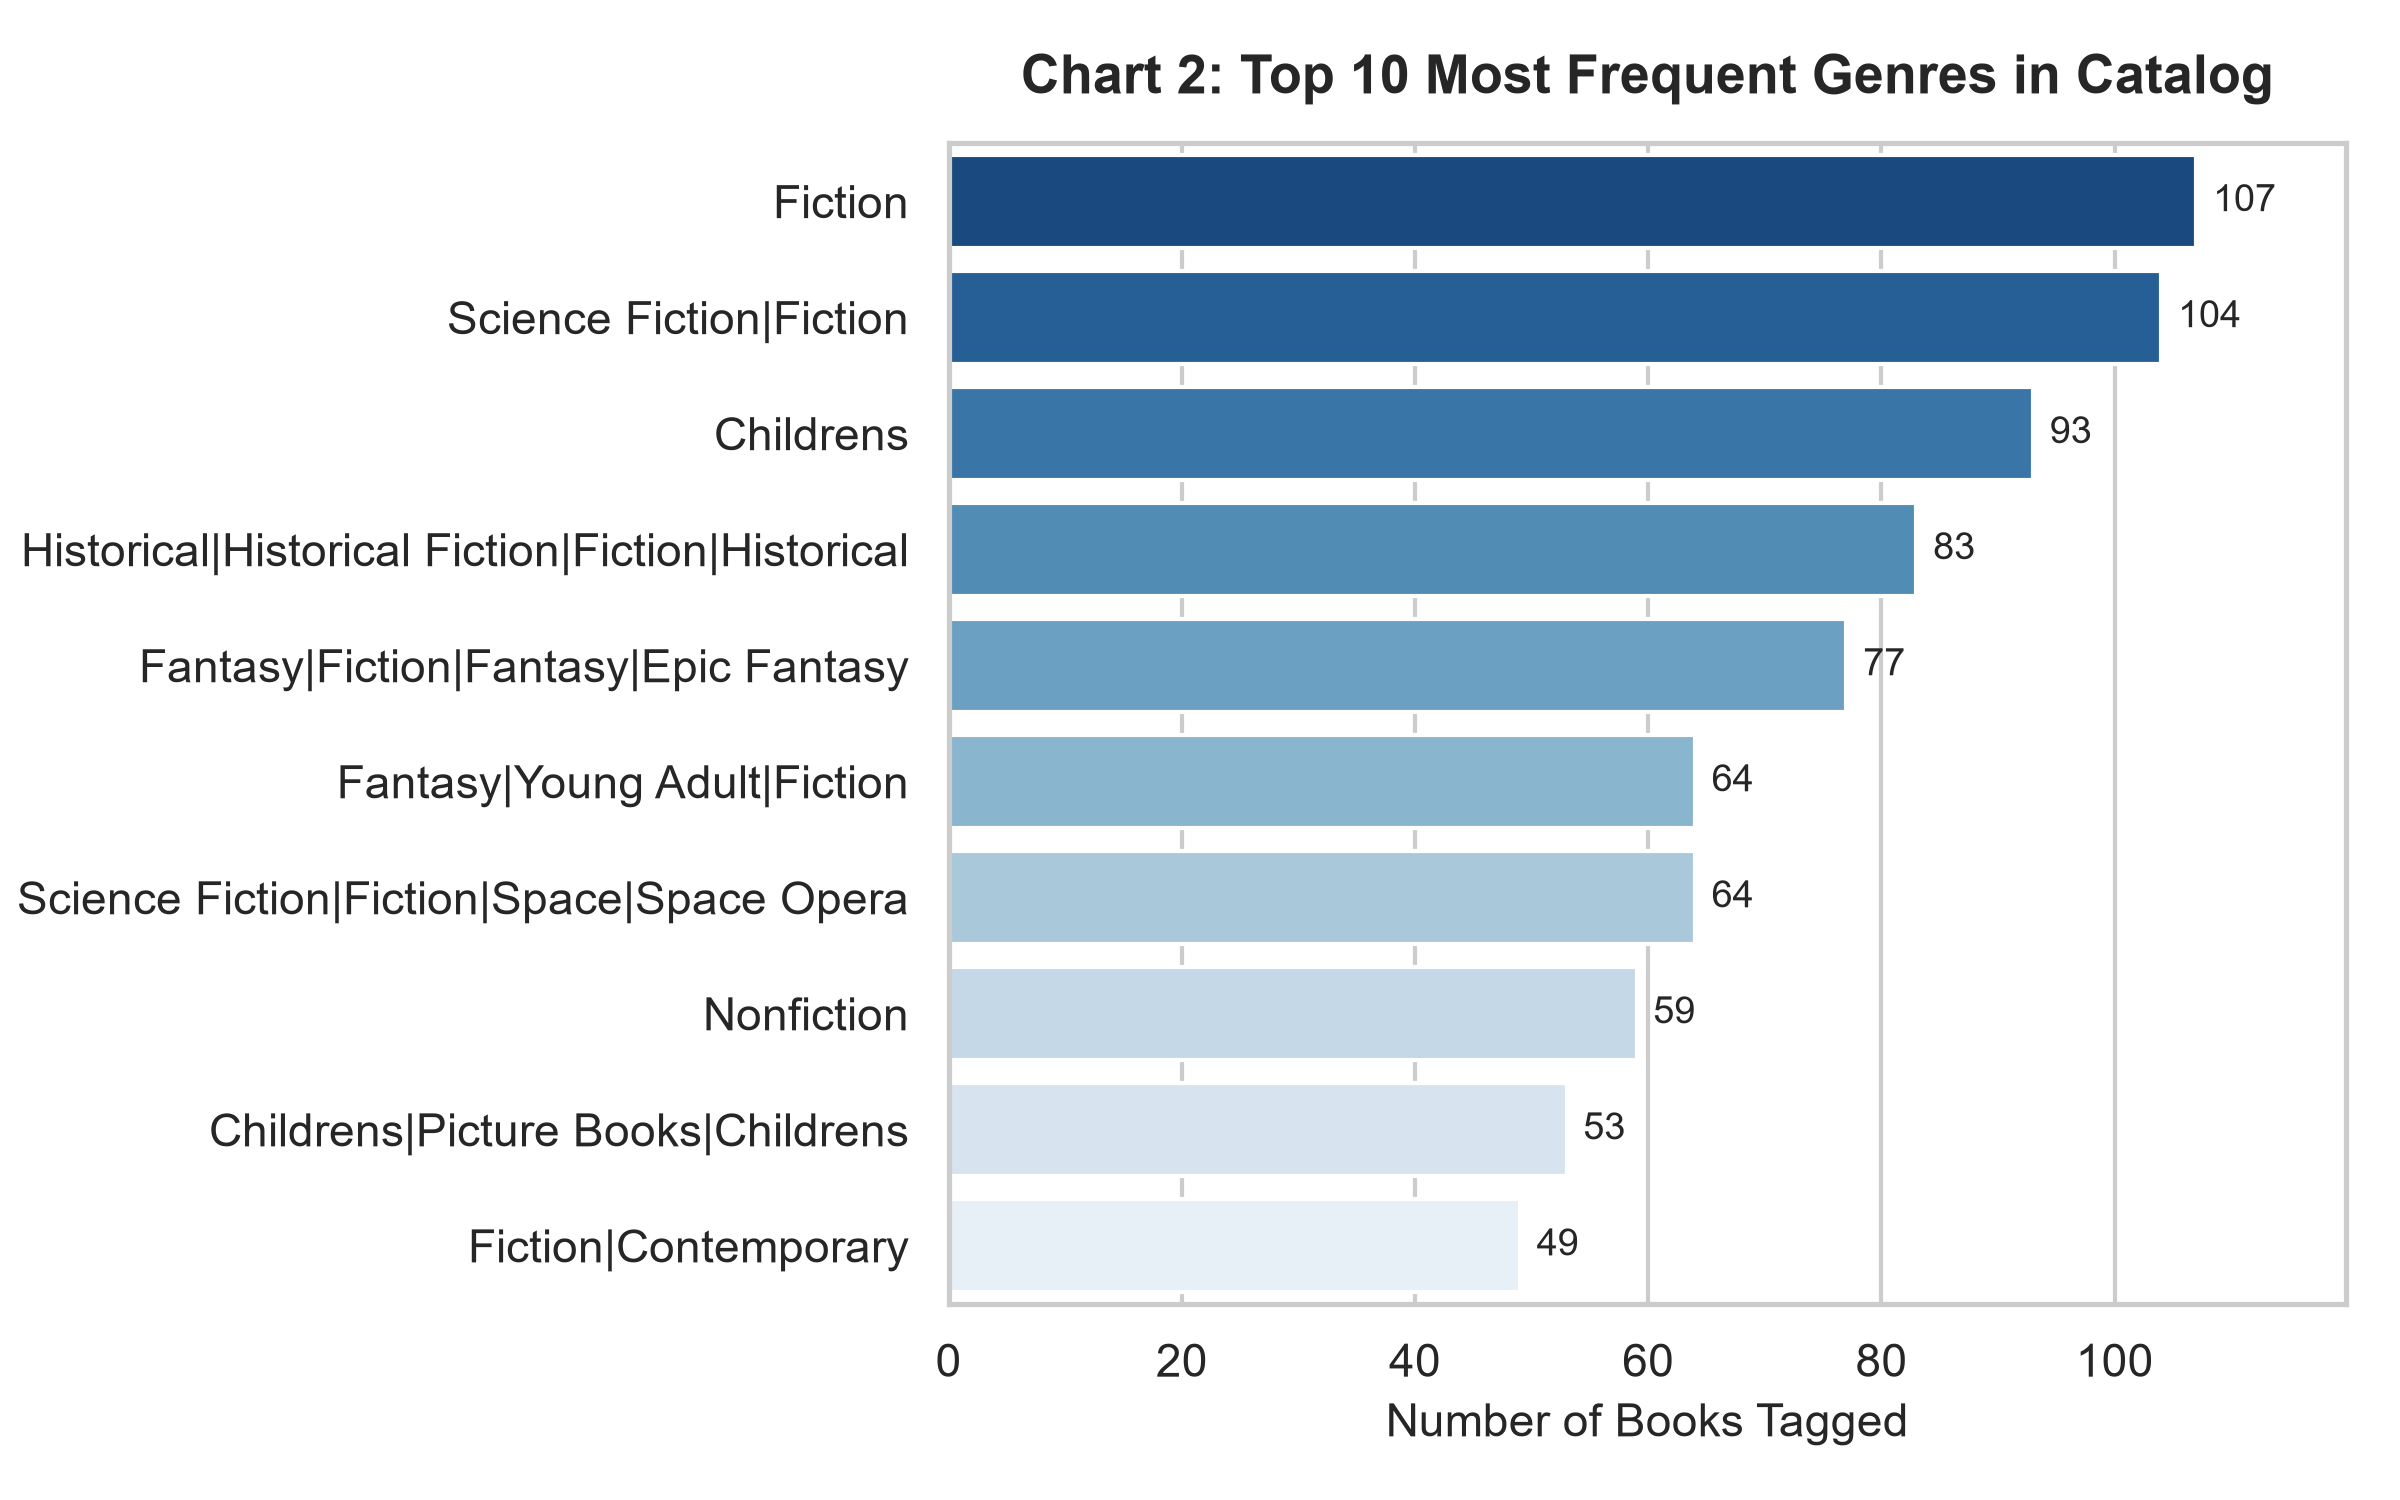 Chart 2: Top 10 Most Frequent Genres in Catalog
Fiction 107
Science Fiction|Fiction 104
Childrens 93
Historical|Historical Fiction|Fiction|Historical 83
Fantasy|Fiction|Fantasy|Epic Fantasy 77
Fantasy|Young Adult|Fiction 64
Science Fiction|Fiction|Space|Space Opera 64
Nonfiction 59
Childrens|Picture Books|Childrens 53
Fiction|Contemporary 49
0 20 40 60 80 100
Number of Books Tagged